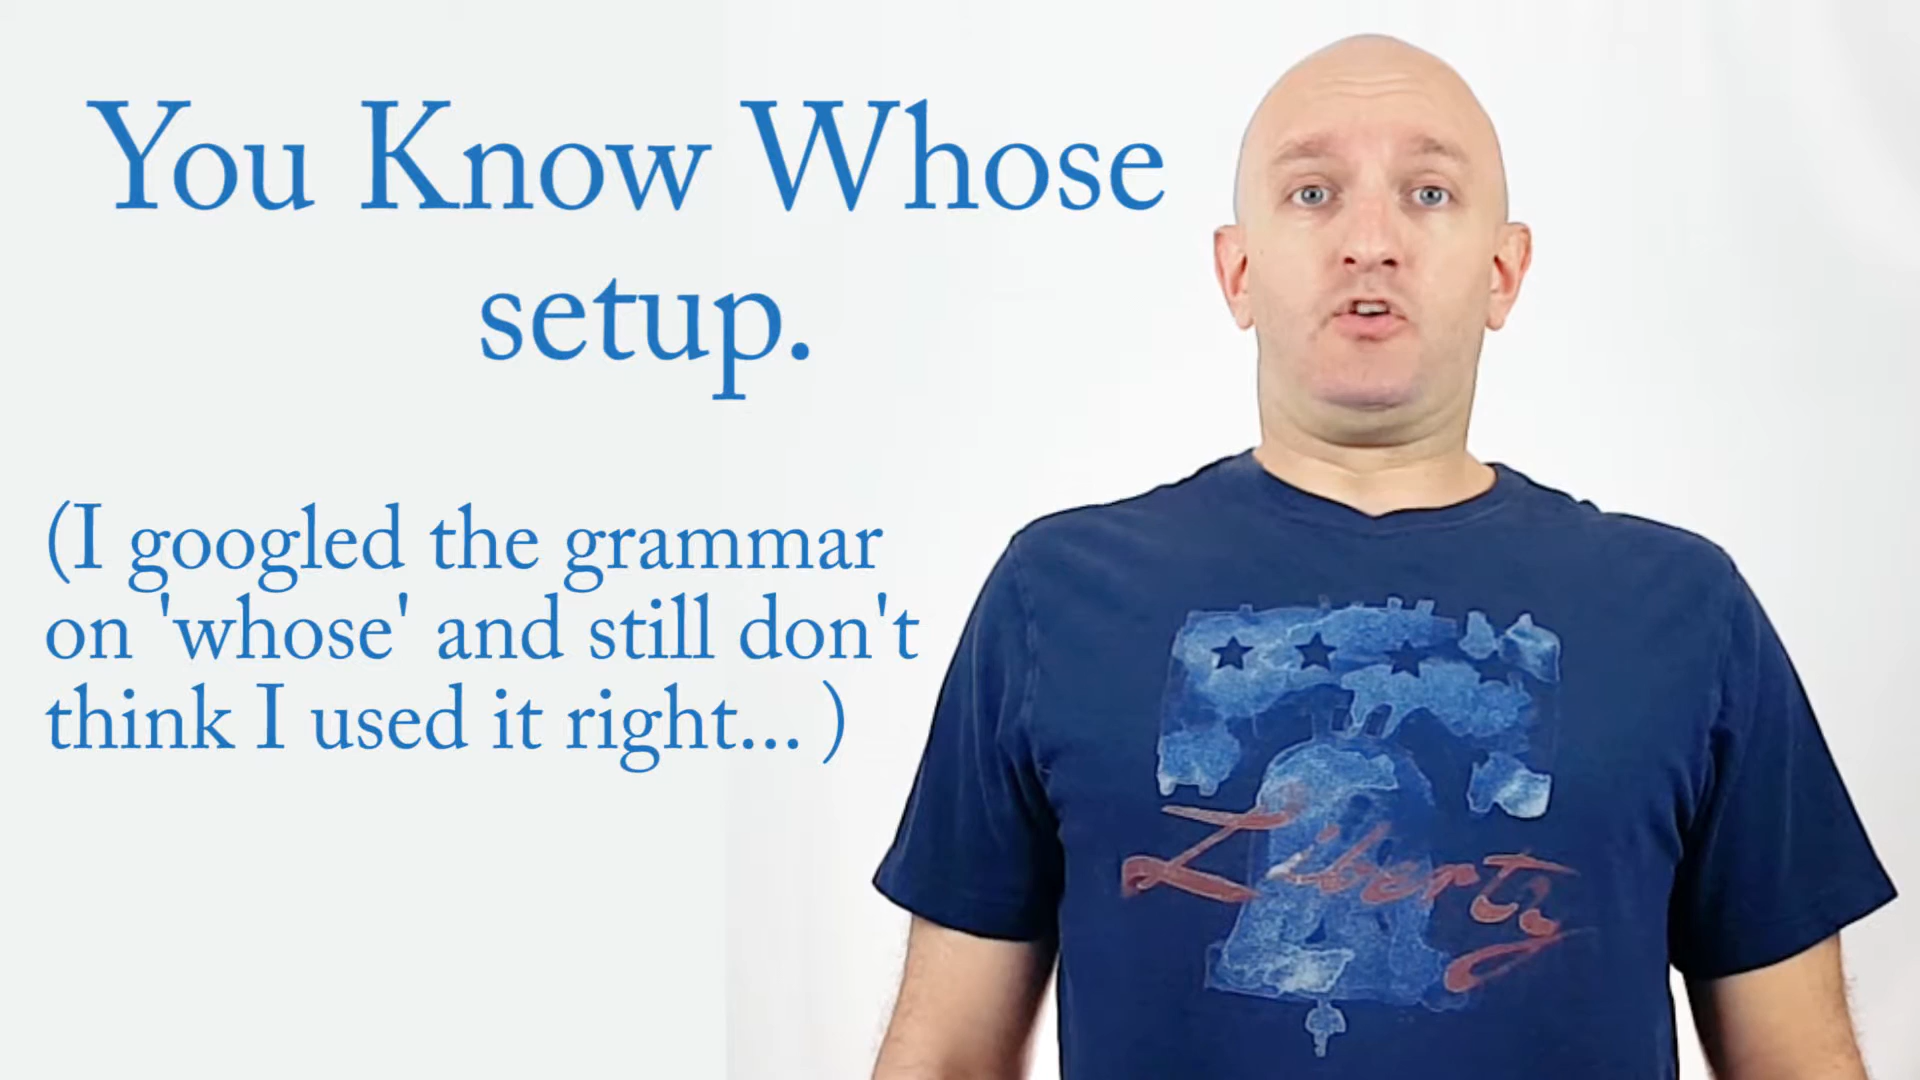 You Know Whose
setup.
(I googled the grammar
on 'whose' and still don't
think I used it right... )
Liberty